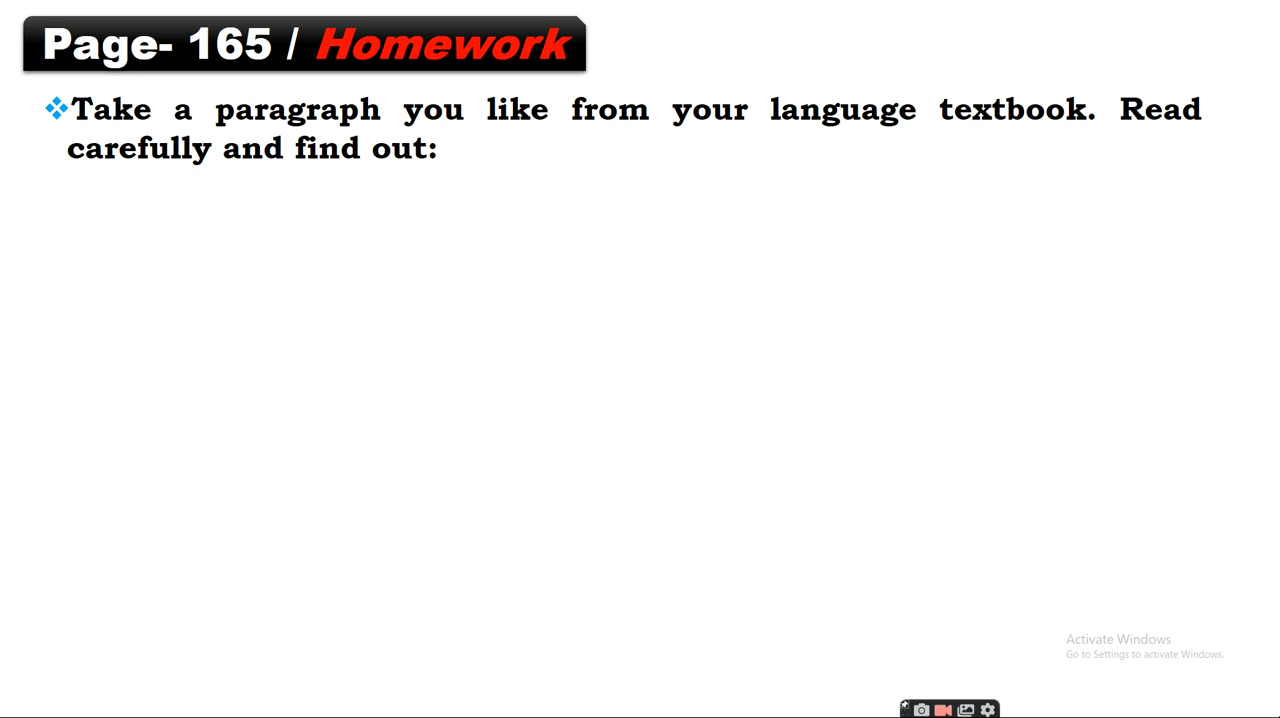 Page- 165 / Homework
❖Take a paragraph you like from your language textbook. Read
carefully and find out:
Activate Windows
Go to Settings to activate Windows.